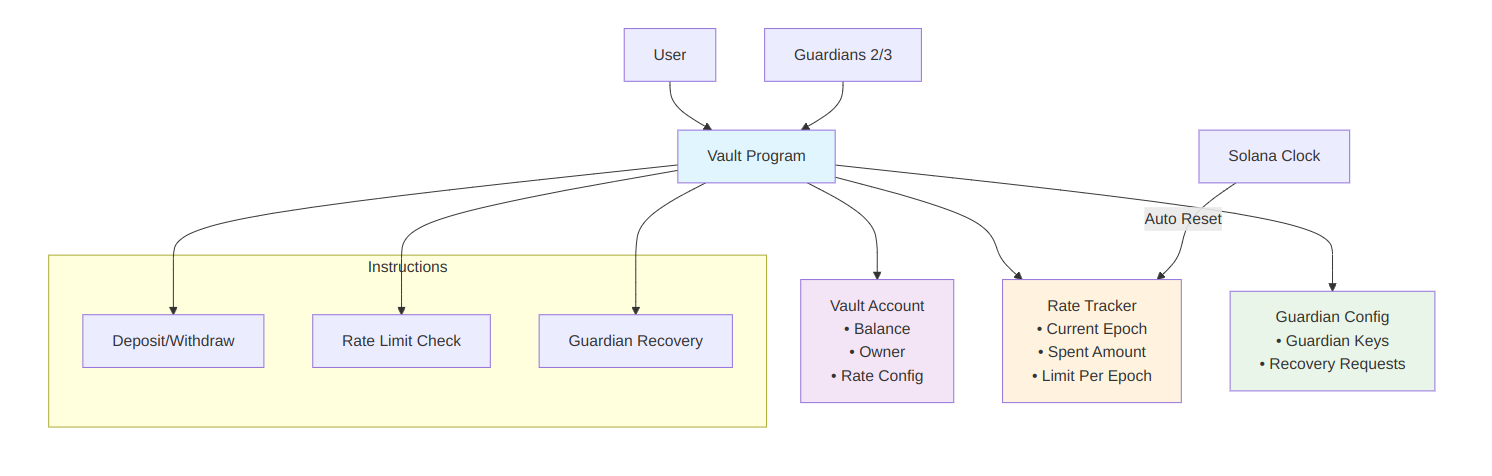 User
Guardians 2/3
Vault Program
Solana Clock
Auto Reset
Instructions
Deposit/Withdraw
Rate Limit Check
Guardian Recovery
Vault Account
• Balance
• Owner
• Rate Config
Rate Tracker
• Current Epoch
• Spent Amount
• Limit Per Epoch
Guardian Config
• Guardian Keys
• Recovery Requests